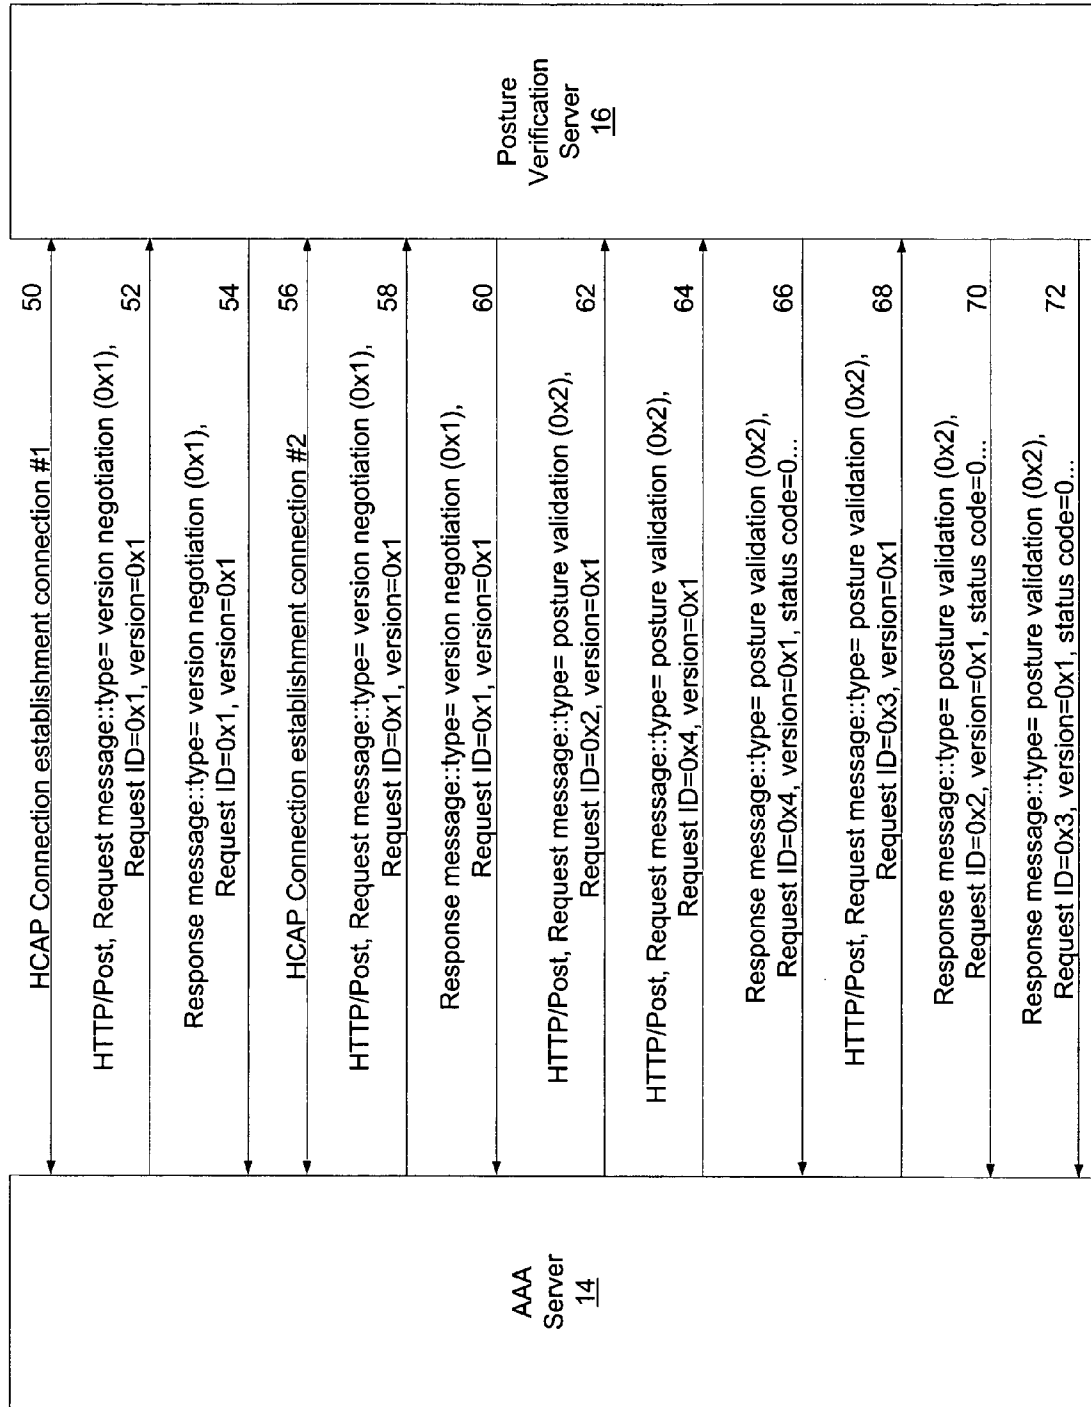 AAA
Server
14
Posture
Verification
Server
16
HCAP Connection establishment connection #1
50
HTTP/Post, Request message::type= version negotiation (0x1),
Request ID=0x1, version=0x1
52
Response message::type= version negotiation (0x1),
Request ID=0x1, version=0x1
54
HCAP Connection establishment connection #2
56
HTTP/Post, Request message::type= version negotiation (0x1),
Request ID=0x1, version=0x1
58
Response message::type= version negotiation (0x1),
Request ID=0x1, version=0x1
60
HTTP/Post, Request message::type= posture validation (0x2),
Request ID=0x2, version=0x1
62
HTTP/Post, Request message::type= posture validation (0x2),
Request ID=0x4, version=0x1
64
Response message::type= posture validation (0x2),
Request ID=0x4, version=0x1, status code=0...
66
HTTP/Post, Request message::type= posture validation (0x2),
Request ID=0x3, version=0x1
68
Response message::type= posture validation (0x2),
Request ID=0x2, version=0x1, status code=0...
70
Response message::type= posture validation (0x2),
Request ID=0x3, version=0x1, status code=0...
72